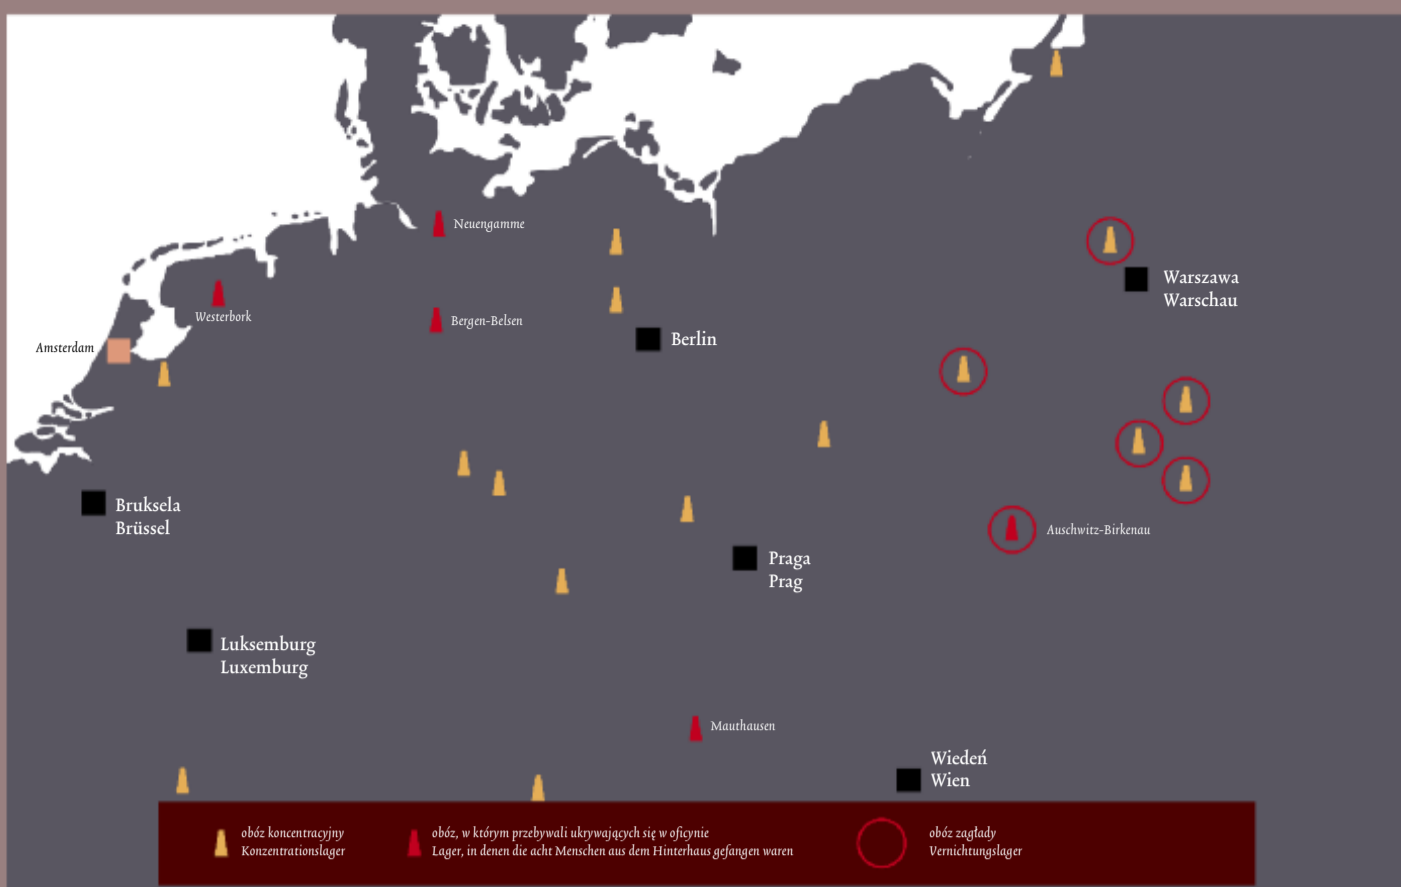 Neuengamme
Warszawa
Warschau
Westerbork
Bergen-Belsen
Amsterdam
Berlin
Bruksela
Brüssel
Auschwitz-Birkenau
Praga
Prag
Luksemburg
Luxemburg
Mauthausen
Wiedeń
Wien
obóz koncentracyjny
Konzentrationslager
obóz, w którym przebywali ukrywających się w oficynie
Lager, in denen die acht Menschen aus dem Hinterhaus gefangen waren
obóz zagłady
Vernichtungslager